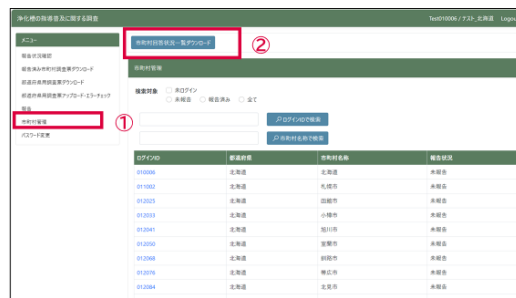 浄化槽の指導普及に関する調査
Test010006 / テスト_北海道 Logou
メニュー
報告状況確認
報告済み市町村調査票ダウンロード
都道府県用調査票ダウンロード
都道府県用調査票アップロード・エラーチェック
報告
市町村管理
パスワード変更
①
市町村回答状況一覧ダウンロード
②
市町村管理
検索対象 未ログイン
未報告 報告済み 全て
ログインIDで検索
市町村名称で検索
ログインID 都道府県 市町村名称 報告状況
010006 北海道 北海道 未報告
011002 北海道 札幌市 未報告
012025 北海道 函館市 未報告
012033 北海道 小樽市 未報告
012041 北海道 旭川市 未報告
012050 北海道 室蘭市 未報告
012068 北海道 釧路市 未報告
012076 北海道 帯広市 未報告
012084 北海道 北見市 未報告